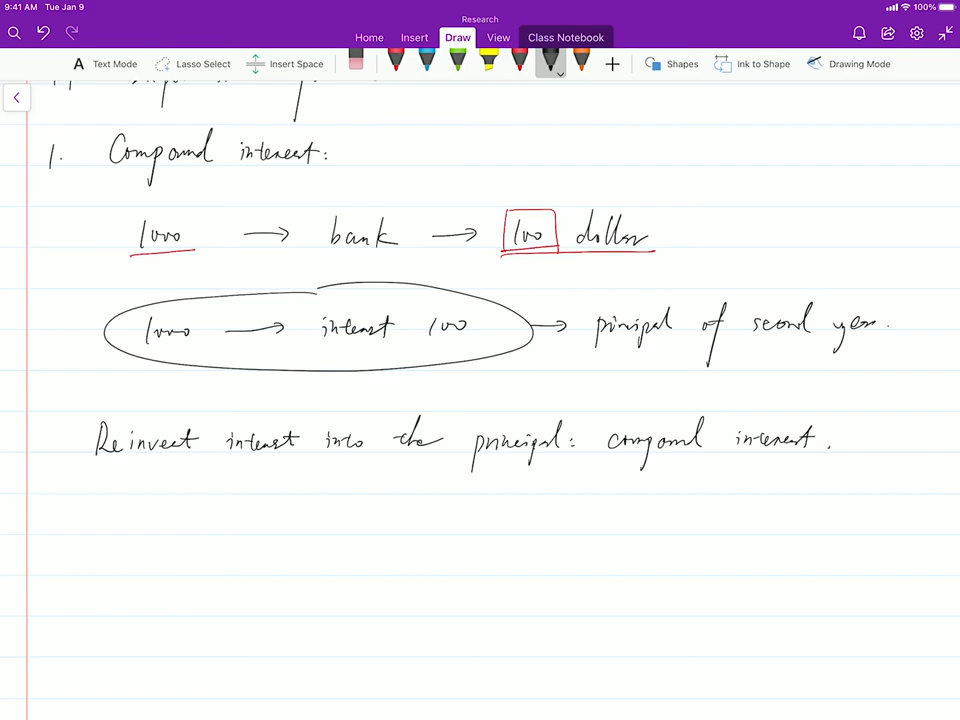 9:41 AM Tue Jan 9
100%
Research
Home Insert Draw View Class Notebook
Text Mode Lasso Select Insert Space Shapes Ink to Shape Drawing Mode
1. Compound interest:
1000 → bank → 100 dollar
1000 → interest 100 → principal of second year.
Reinvest interest into the principal: compound interest.